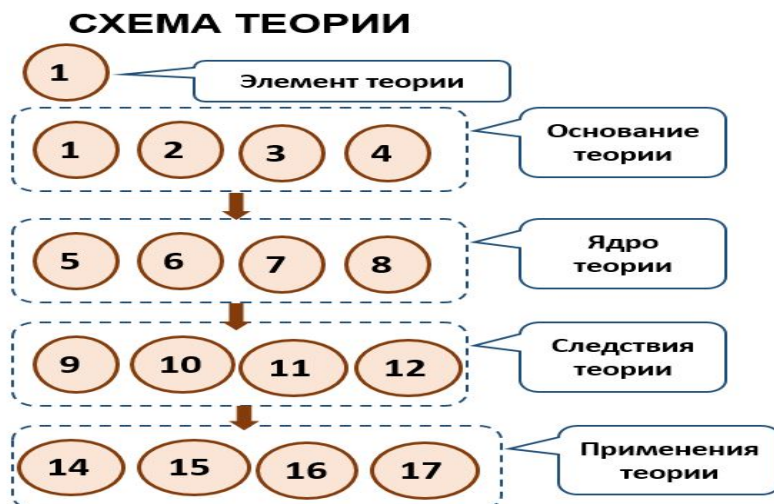 СХЕМА ТЕОРИИ
1
Элемент теории
1 2 3 4
Основание
теории
5 6 7 8
Ядро
теории
9 10 11 12
Следствия
теории
14 15 16 17
Применения
теории